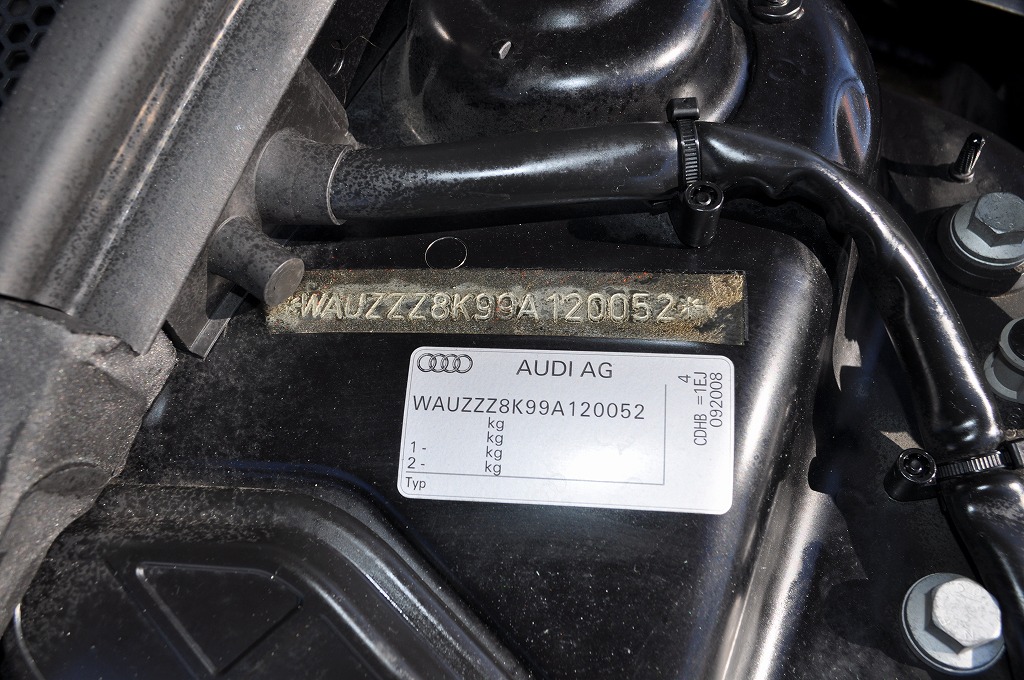 *WAUZZZ8K99A120052*
AUDI AG
WAUZZZ8K99A120052
kg
kg
1 - kg
2 - kg
Typ
4
CDHB =1EJ
092008